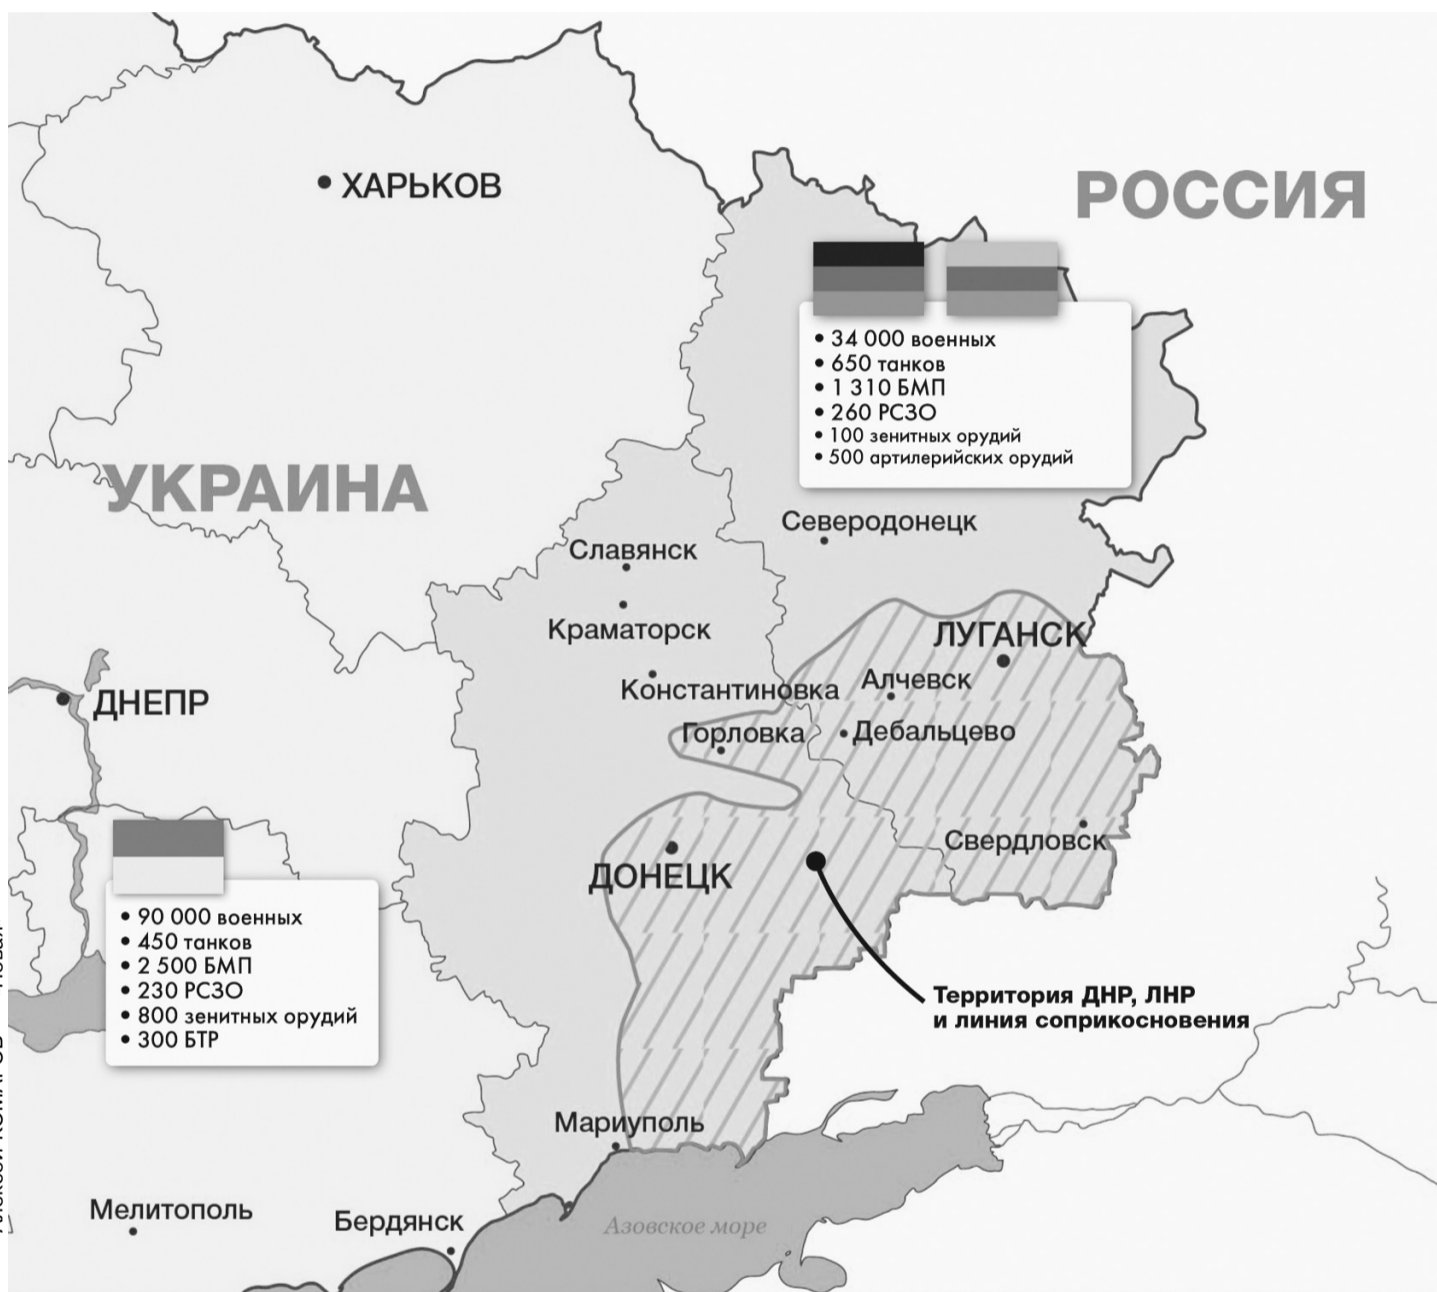 ХАРЬКОВ
РОССИЯ
• 34 000 военных
• 650 танков
• 1 310 БМП
• 260 РСЗО
• 100 зенитных орудий
• 500 артилерийских орудий
УКРАИНА
Северодонецк
Славянск
Краматорск
ЛУГАНСК
Константиновка
Алчевск
ДНЕПР
Горловка
Дебальцево
Свердловск
ДОНЕЦК
• 90 000 военных
• 450 танков
• 2 500 БМП
• 230 РСЗО
• 800 зенитных орудий
• 300 БТР
Территория ДНР, ЛНР
и линия соприкосновения
Мариуполь
Мелитополь
Бердянск
Азовское море